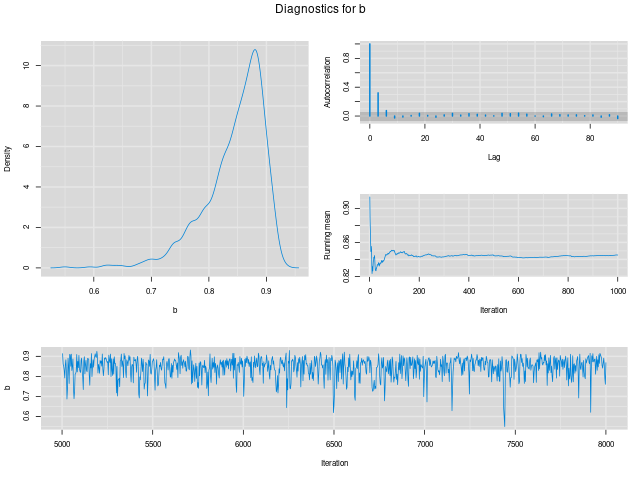 Diagnostics for b
Density
0 2 4 6 8 10
0.6 0.7 0.8 0.9
b
Autocorrelation
0.0 0.4 0.8
0 20 40 60 80
Lag
Running mean
0.82 0.86 0.90
0 200 400 600 800 1000
Iteration
b
0.6 0.7 0.8 0.9
5000 5500 6000 6500 7000 7500 8000
Iteration